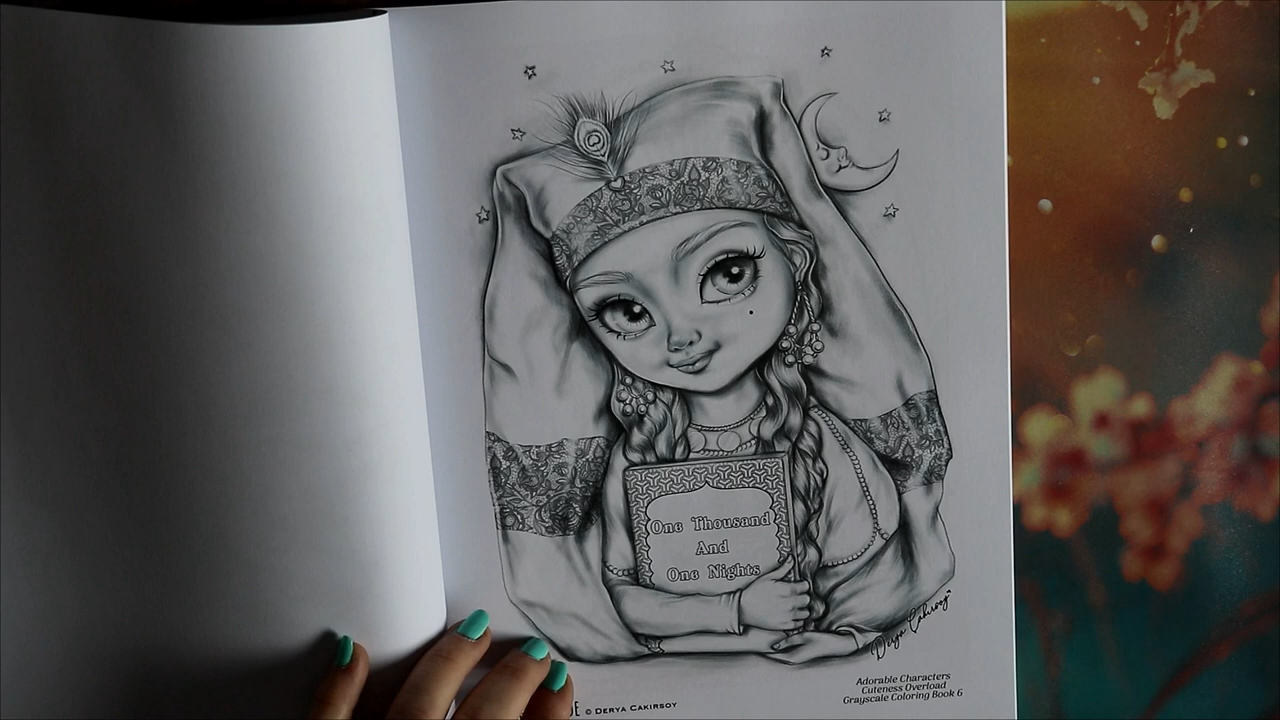 One Thousand
And
One Nights
Derya Cakirsoy
Adorable Characters
Cuteness Overload
Grayscale Coloring Book 6
© DERYA CAKIRSOY